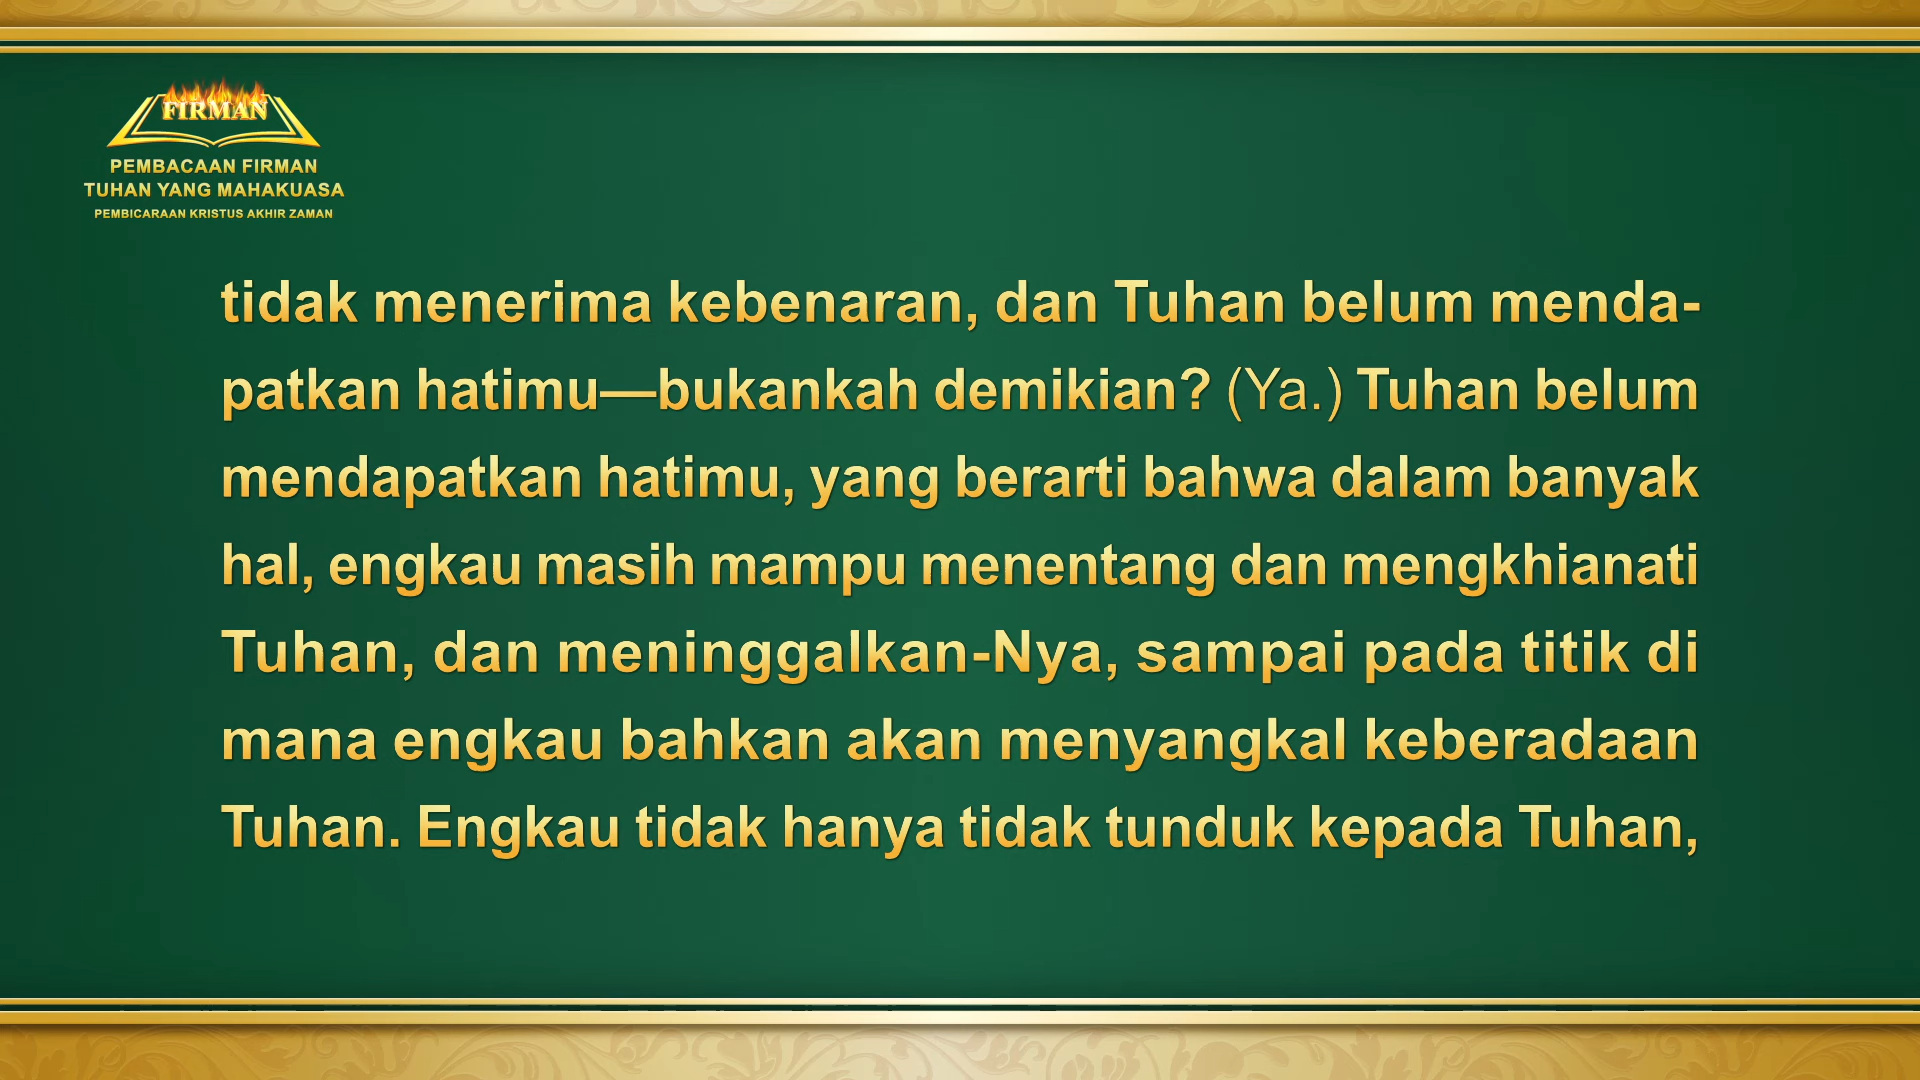 FIRMAN
PEMBACAAN FIRMAN
TUHAN YANG MAHAKUASA
PEMBICARAAN KRISTUS AKHIR ZAMAN
tidak menerima kebenaran, dan Tuhan belum menda-
patkan hatimu—bukankah demikian? (Ya.) Tuhan belum
mendapatkan hatimu, yang berarti bahwa dalam banyak
hal, engkau masih mampu menentang dan mengkhianati
Tuhan, dan meninggalkan-Nya, sampai pada titik di
mana engkau bahkan akan menyangkal keberadaan
Tuhan. Engkau tidak hanya tidak tunduk kepada Tuhan,